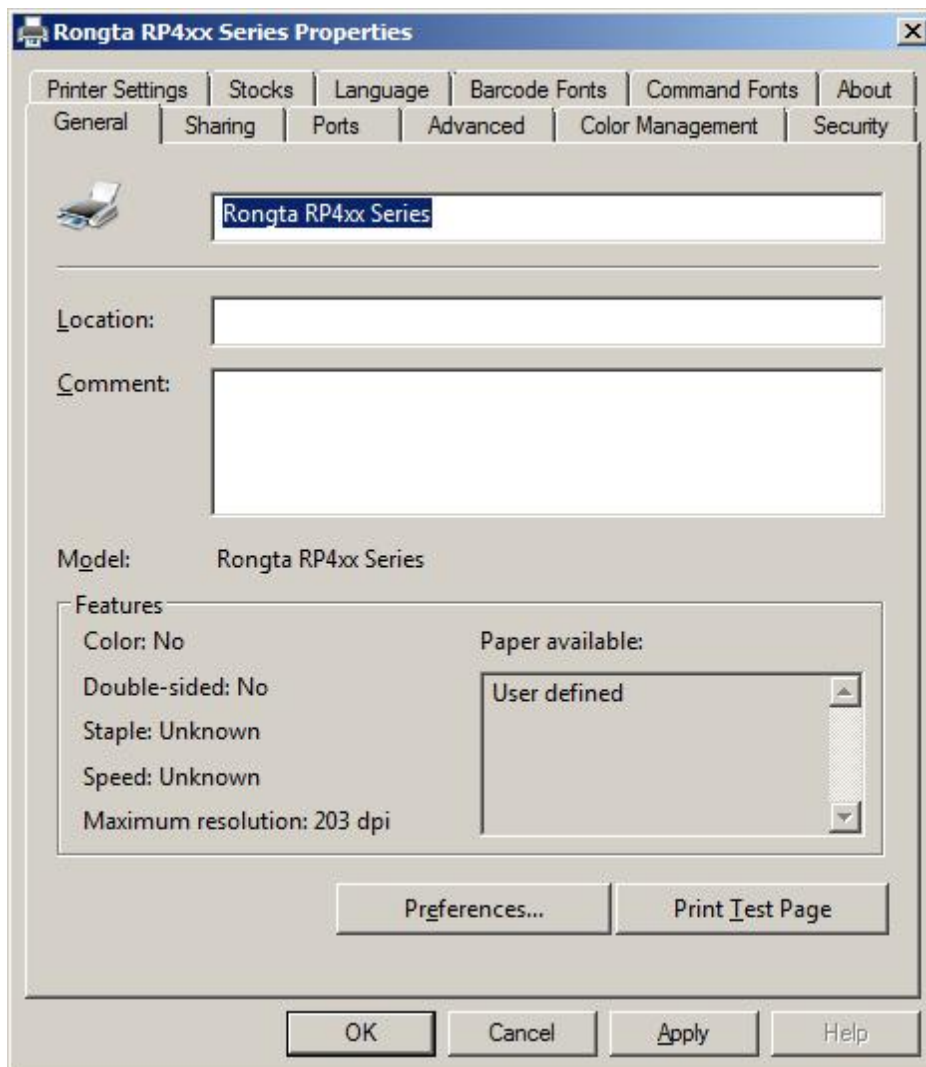 Rongta RP4xx Series Properties
Printer Settings Stocks Language Barcode Fonts Command Fonts About
General Sharing Ports Advanced Color Management Security
Rongta RP4xx Series
Location:
Comment:
Model: Rongta RP4xx Series
Features
Color: No Paper available:
Double-sided: No User defined
Staple: Unknown
Speed: Unknown
Maximum resolution: 203 dpi
Preferences... Print Test Page
OK Cancel Apply Help